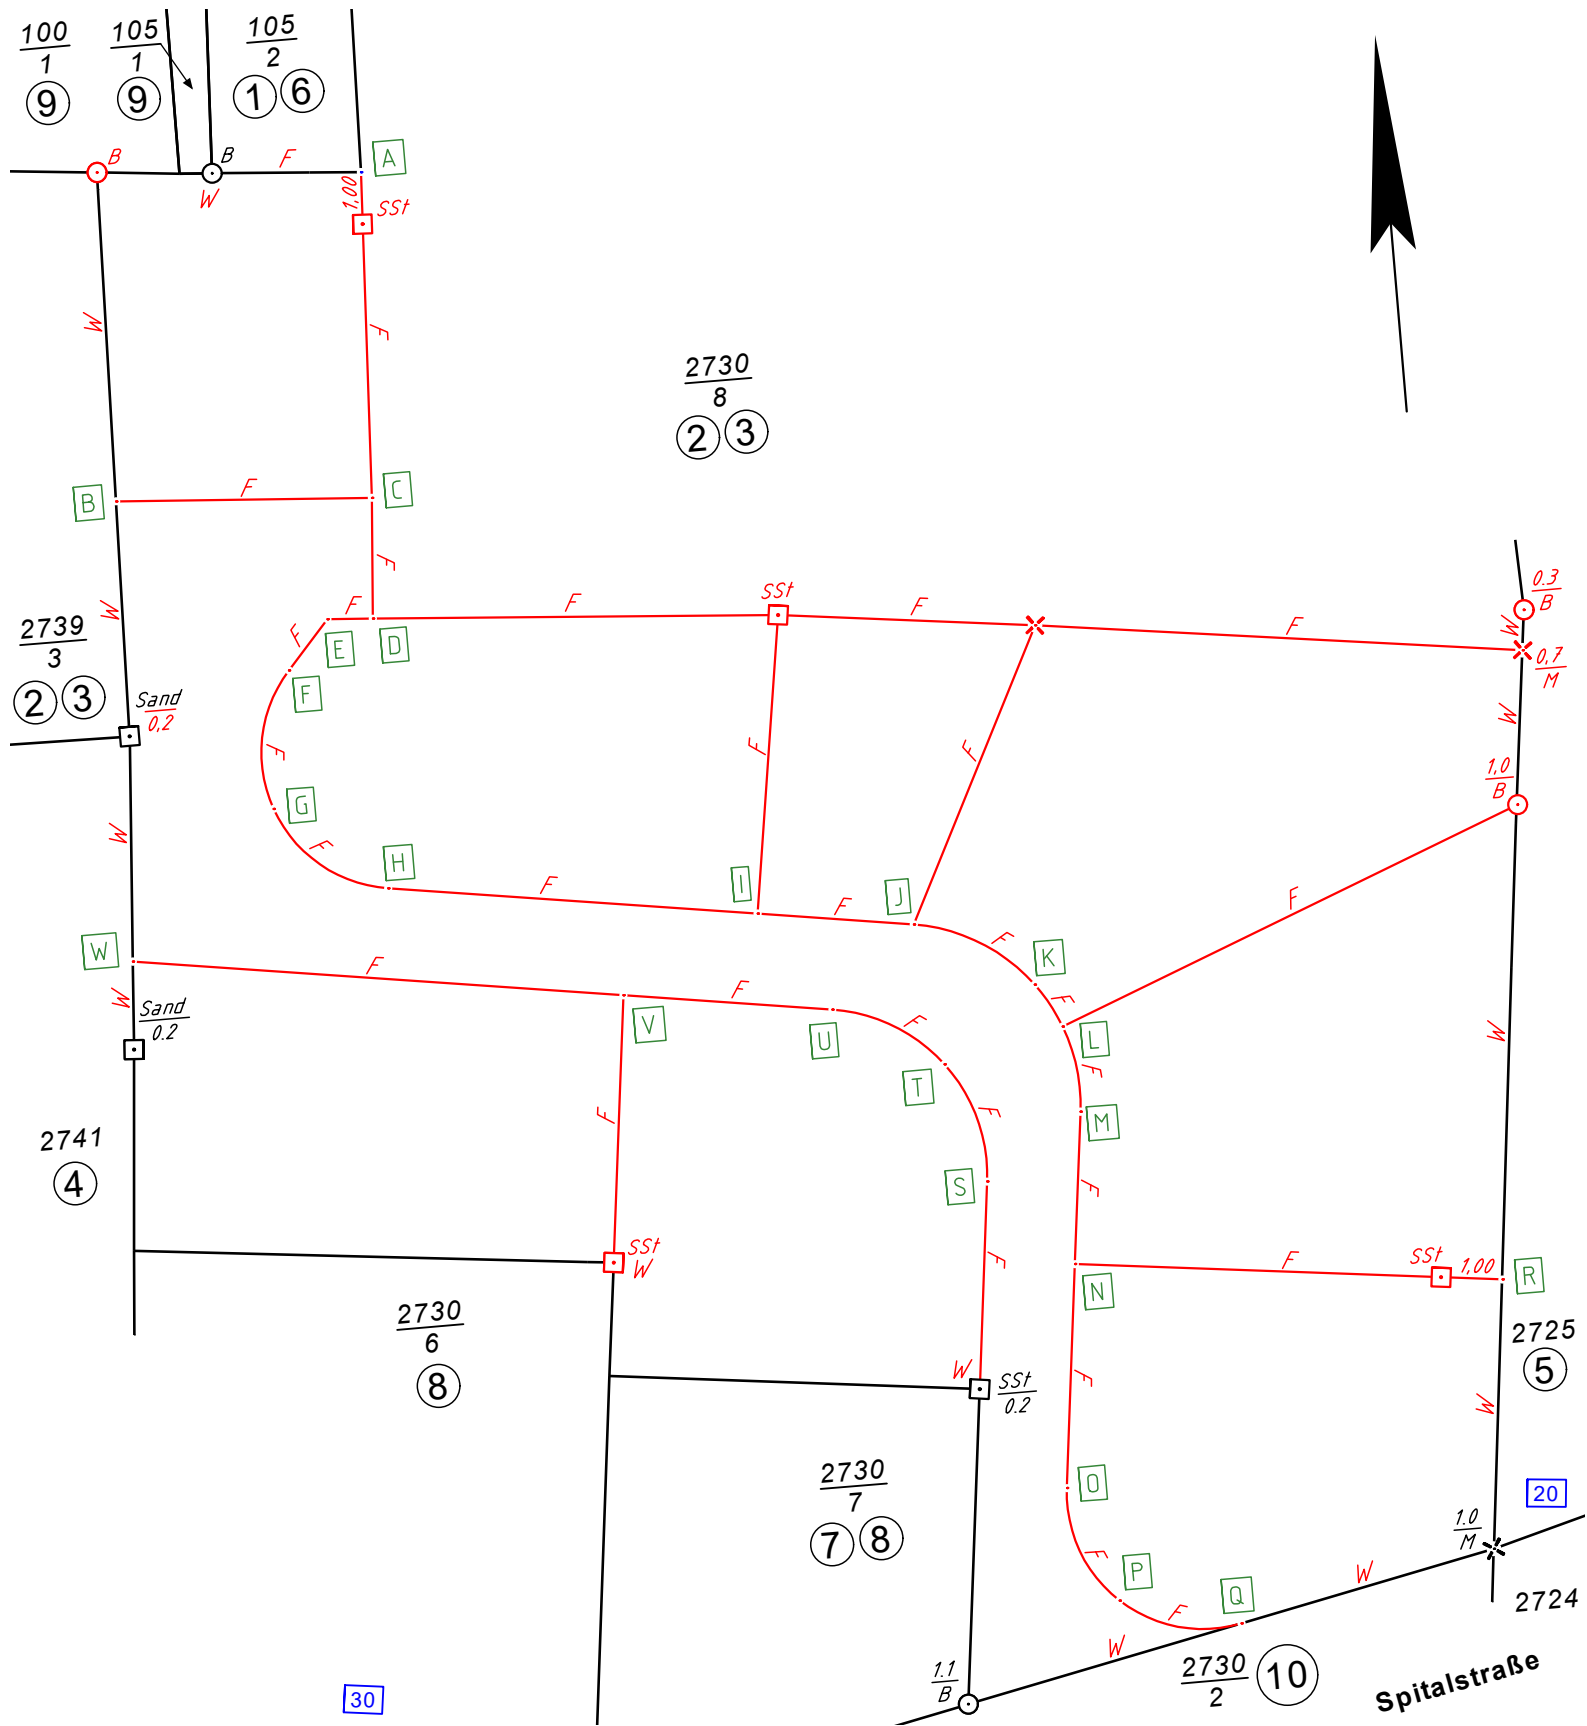 100 105 105
1 1 2
9 9 1 6
B B F A
W
1,00 SSt
W F
2730
8
2 3
B F C
F
0.3
B
W
SSt
F F F F
W
F E D
0,7
M
2739
3
2 3
F
Sand
0,2
W
F F F
1,0
B
W G
F H F I F J
F
W F
F K
F
Sand
0.2
W
F
V U F T
L
F
M
F W
2741
4
F
S
F
SSt
W
F
N
F SSt 1,00 R
2730
6
8
2725
5
W SSt
0.2
F
W
2730
7
7 8
O
20
1.0
M
F P
F Q
W
2724
W
2730
2
10
Spitalstraße
1.1
B
30